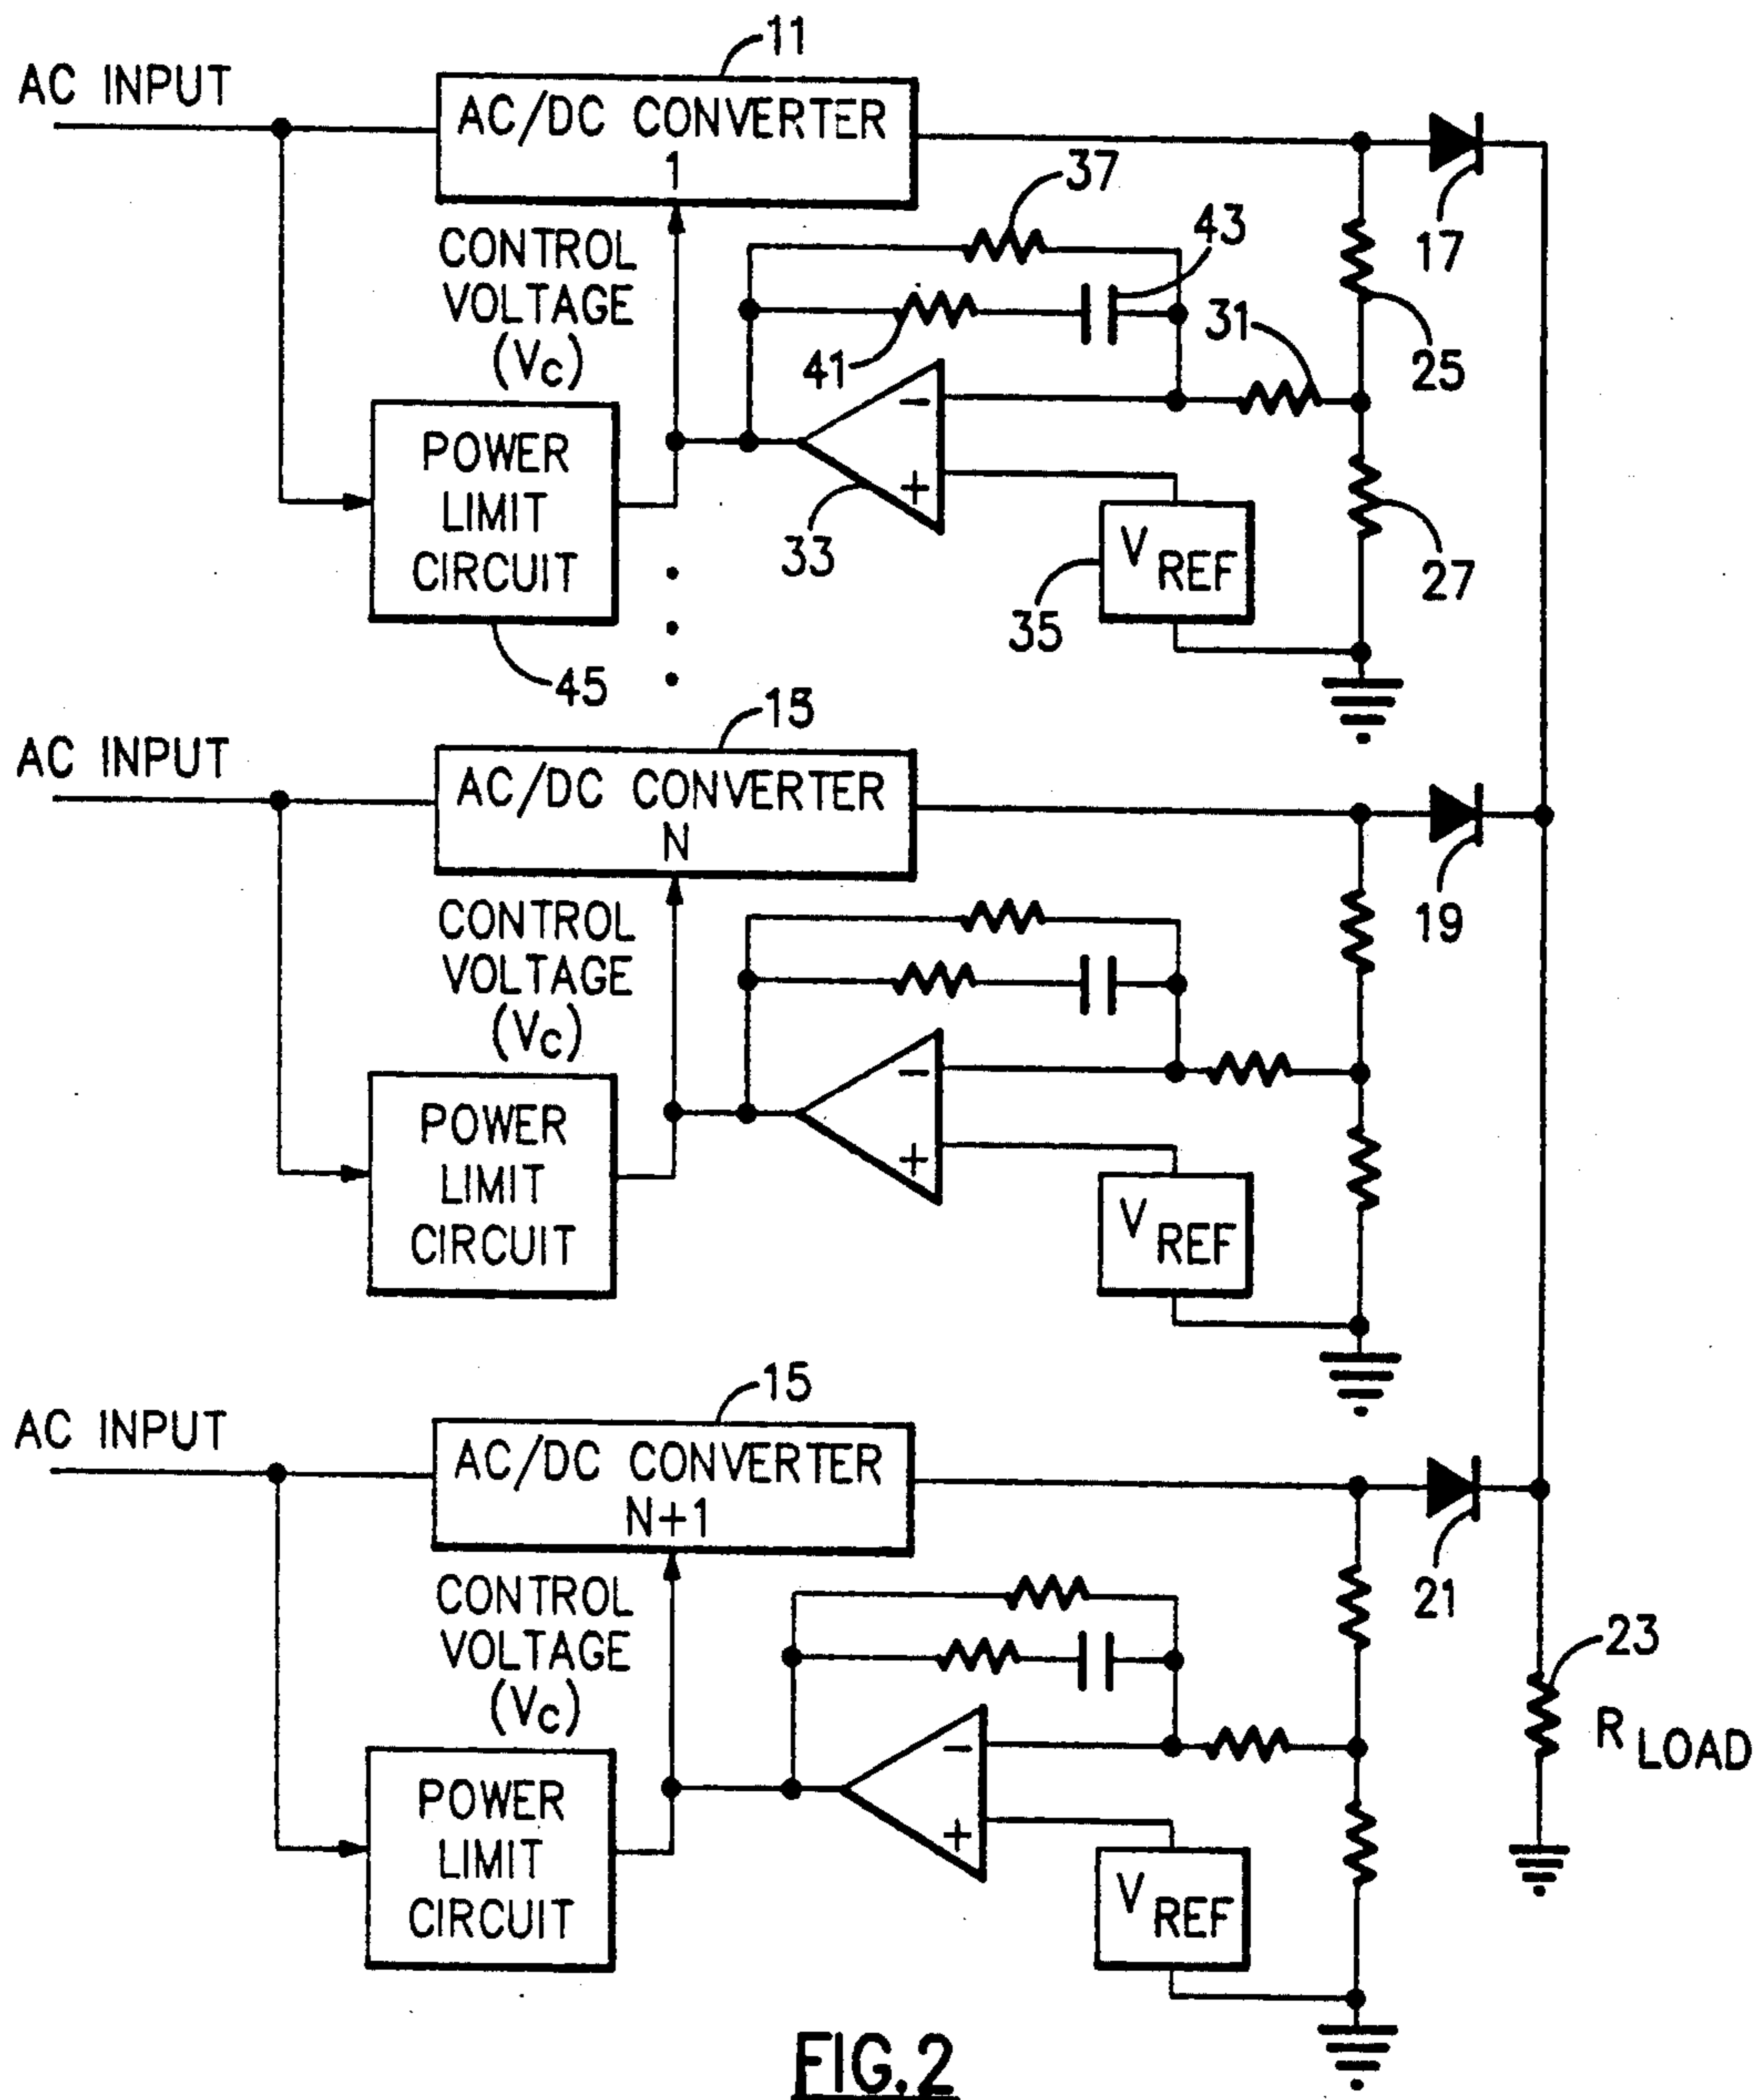 11
AC INPUT
AC/DC CONVERTER
1
37
43
17
CONTROL
VOLTAGE
(Vc)
31
25
41
−
+
POWER
LIMIT
CIRCUIT
33
V REF
27
35
45
13
AC INPUT
AC/DC CONVERTER
N
19
CONTROL
VOLTAGE
(Vc)
−
+
POWER
LIMIT
CIRCUIT
V REF
15
AC INPUT
AC/DC CONVERTER
N+1
21
CONTROL
VOLTAGE
(Vc)
23
R LOAD
−
+
POWER
LIMIT
CIRCUIT
V REF
FIG.2